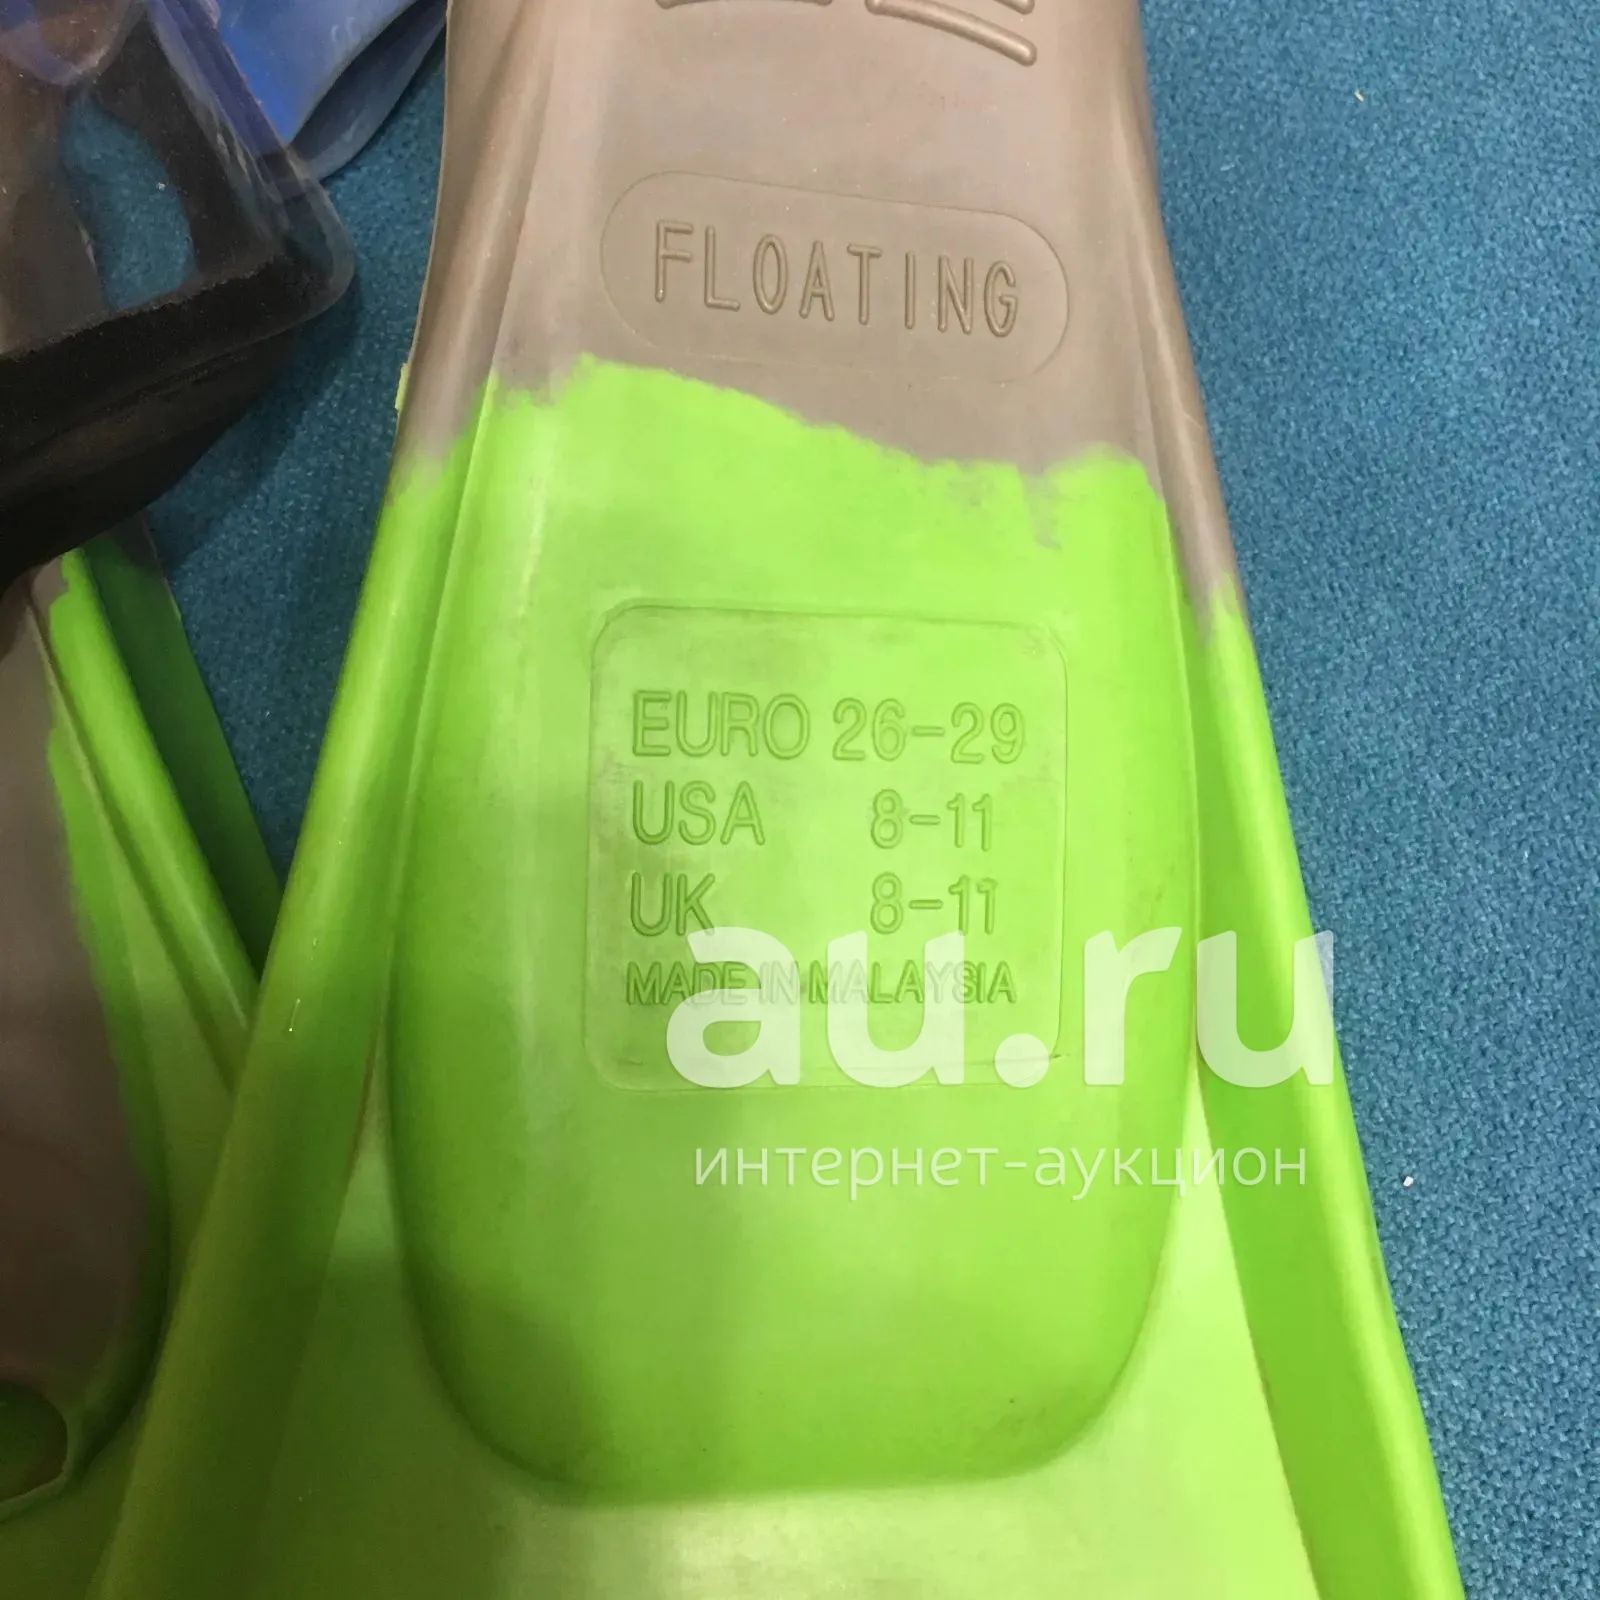 FLOATING
EURO 26-29
USA 8-11
UK 8-11
MADE IN MALAYSIA
au.ru
интернет-аукцион